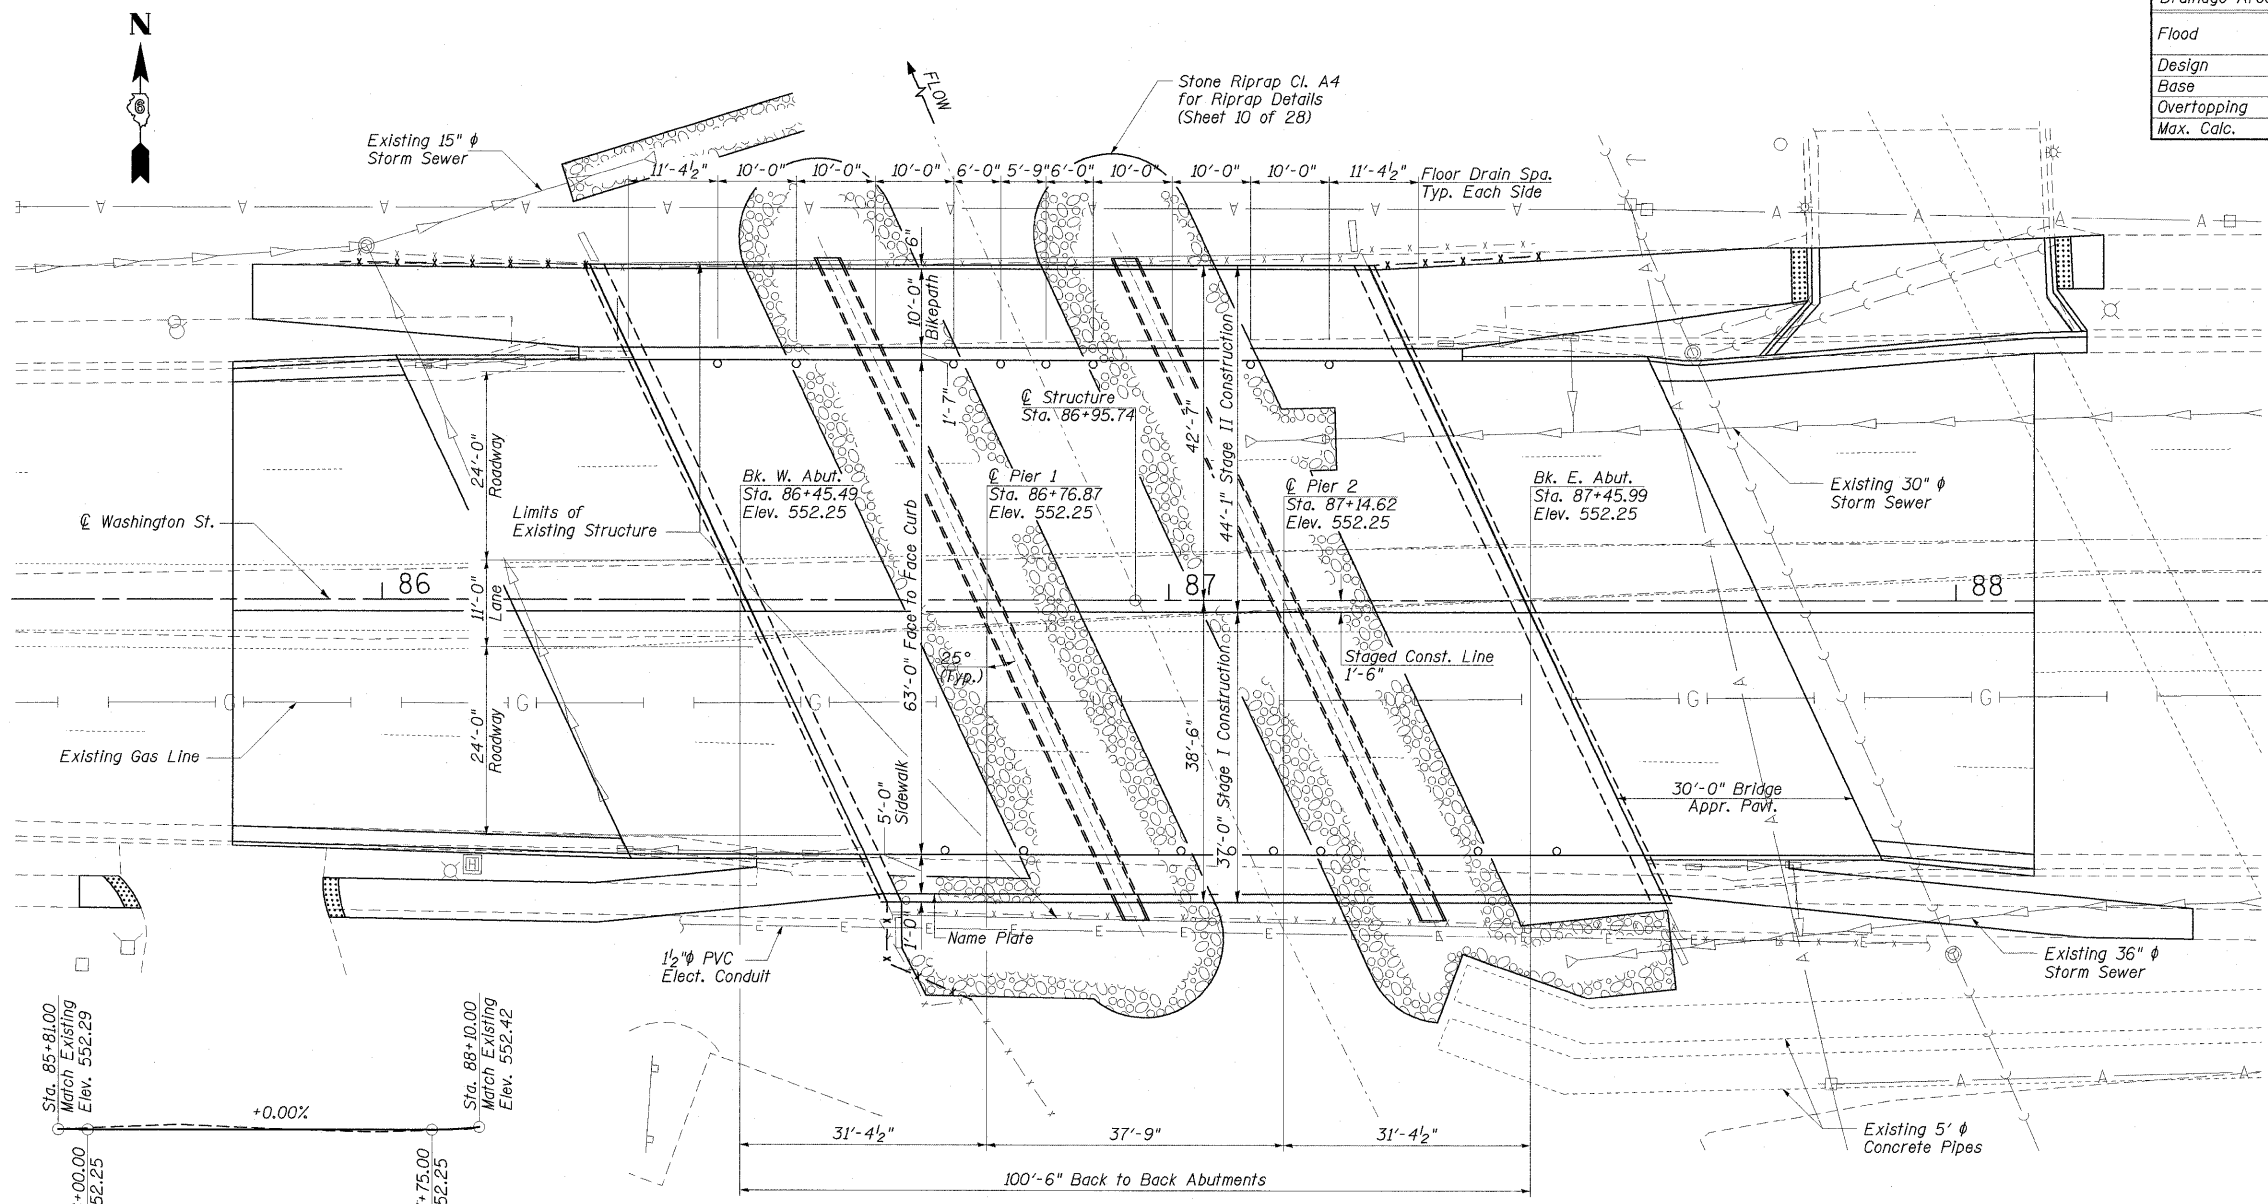 N
6
Flood
Design
Base
Overtopping
Max. Calc.
FLOW
Stone Riprap Cl. A4
for Riprap Details
(Sheet 10 of 28)
Existing 15" ϕ
Storm Sewer
11'-4½"
10'-0"
10'-0"
10'-0"
6'-0"
5'-9"
6'-0"
10'-0"
10'-0"
10'-0"
11'-4½"
Floor Drain Spa.
Typ. Each Side
10'-0"
Bikepath
1'-7"
℄ Structure
Sta. 86+95.74
42'-7"
44'-1" Stage II Construction
24'-0"
Roadway
℄ Washington St.
Limits of
Existing Structure
Bk. W. Abut.
Sta. 86+45.49
Elev. 552.25
℄ Pier 1
Sta. 86+76.87
Elev. 552.25
℄ Pier 2
Sta. 87+14.62
Elev. 552.25
Bk. E. Abut.
Sta. 87+45.99
Elev. 552.25
Existing 30" ϕ
Storm Sewer
86
87
88
11'-0"
Lane
63'-0" Face to Face Curb
25°
(Typ.)
Staged Const. Line
1'-6"
G
G
G
G
G
Existing Gas Line
24'-0"
Roadway
38'-6"
37'-0" Stage I Construction
30'-0" Bridge
Appr. Pavt.
5'-0"
Sidewalk
1'-0"
Name Plate
1½"ϕ PVC
Elect. Conduit
Existing 36" ϕ
Storm Sewer
Existing 5' ϕ
Concrete Pipes
Sta. 85+81.00
Match Existing
Elev. 552.29
+0.00%
Sta. 88+10.00
Match Existing
Elev. 552.42
+00.00
52.25
+75.00
52.25
31'-4½"
37'-9"
31'-4½"
100'-6" Back to Back Abutments